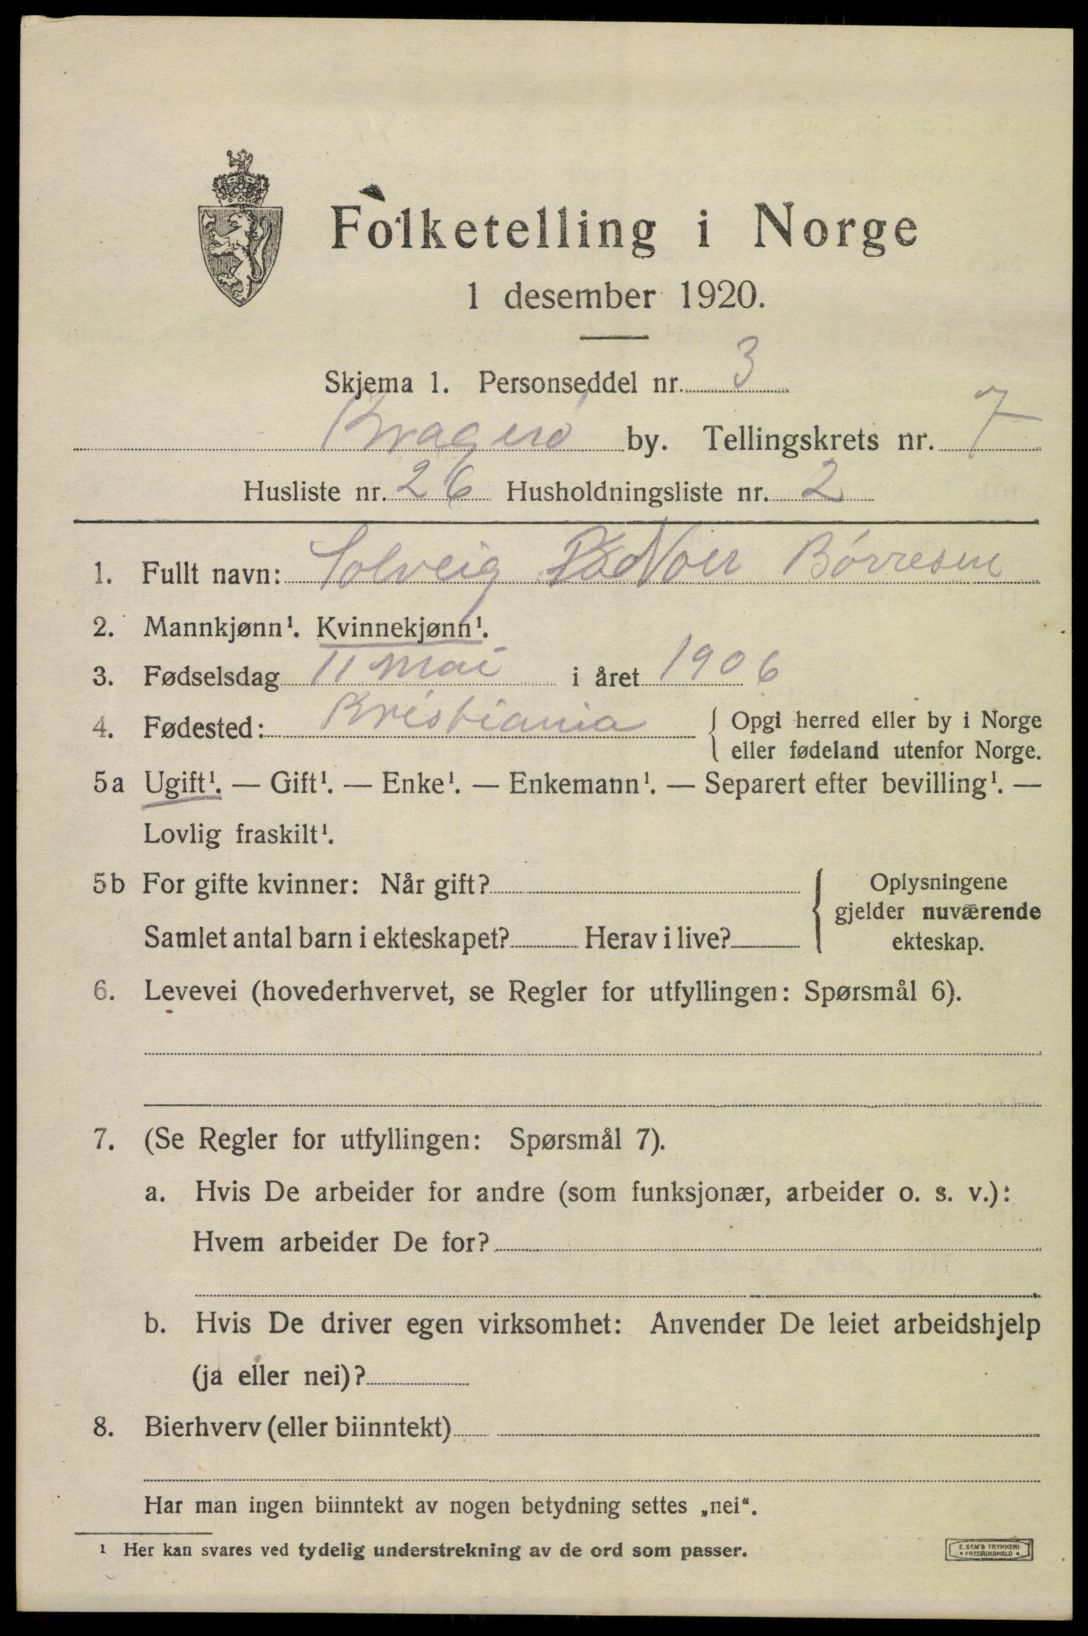 Folketelling i Norge
1 desember 1920.
Skjema 1. Personseddel nr. 3
Kragerø by. Tellingskrets nr. 7
Husliste nr. 26 Husholdningsliste nr. 2
1. Fullt navn: Solveig Noer Børresen
2. Mannkjønn¹. Kvinnekjønn¹.
3. Fødselsdag 11 mai i året 1906
4. Fødested: Kristiania { Opgi herred eller by i Norge
eller fødeland utenfor Norge.
5a Ugift¹. — Gift¹. — Enke¹. — Enkemann¹. — Separert efter bevilling¹. —
Lovlig fraskilt¹.
5b For gifte kvinner: Når gift? { Oplysningene
gjelder nuværende
Samlet antal barn i ekteskapet? Herav i live? ekteskap.
6. Levevei (hovederhvervet, se Regler for utfyllingen: Spørsmål 6).
7. (Se Regler for utfyllingen: Spørsmål 7).
a. Hvis De arbeider for andre (som funksjonær, arbeider o. s. v.):
Hvem arbeider De for?
b. Hvis De driver egen virksomhet: Anvender De leiet arbeidshjelp
(ja eller nei)?
8. Bierhverv (eller biinntekt)
Har man ingen biinntekt av nogen betydning settes „nei“.
¹ Her kan svares ved tydelig understrekning av de ord som passer.
E. SEM'S TRYKKERI
• FREDRIKSHALD •